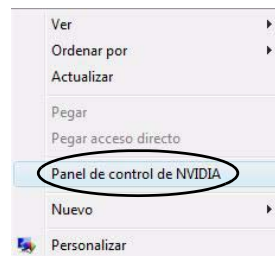 Ver
Ordenar por
Actualizar
Pegar
Pegar acceso directo
Panel de control de NVIDIA
Nuevo
Personalizar